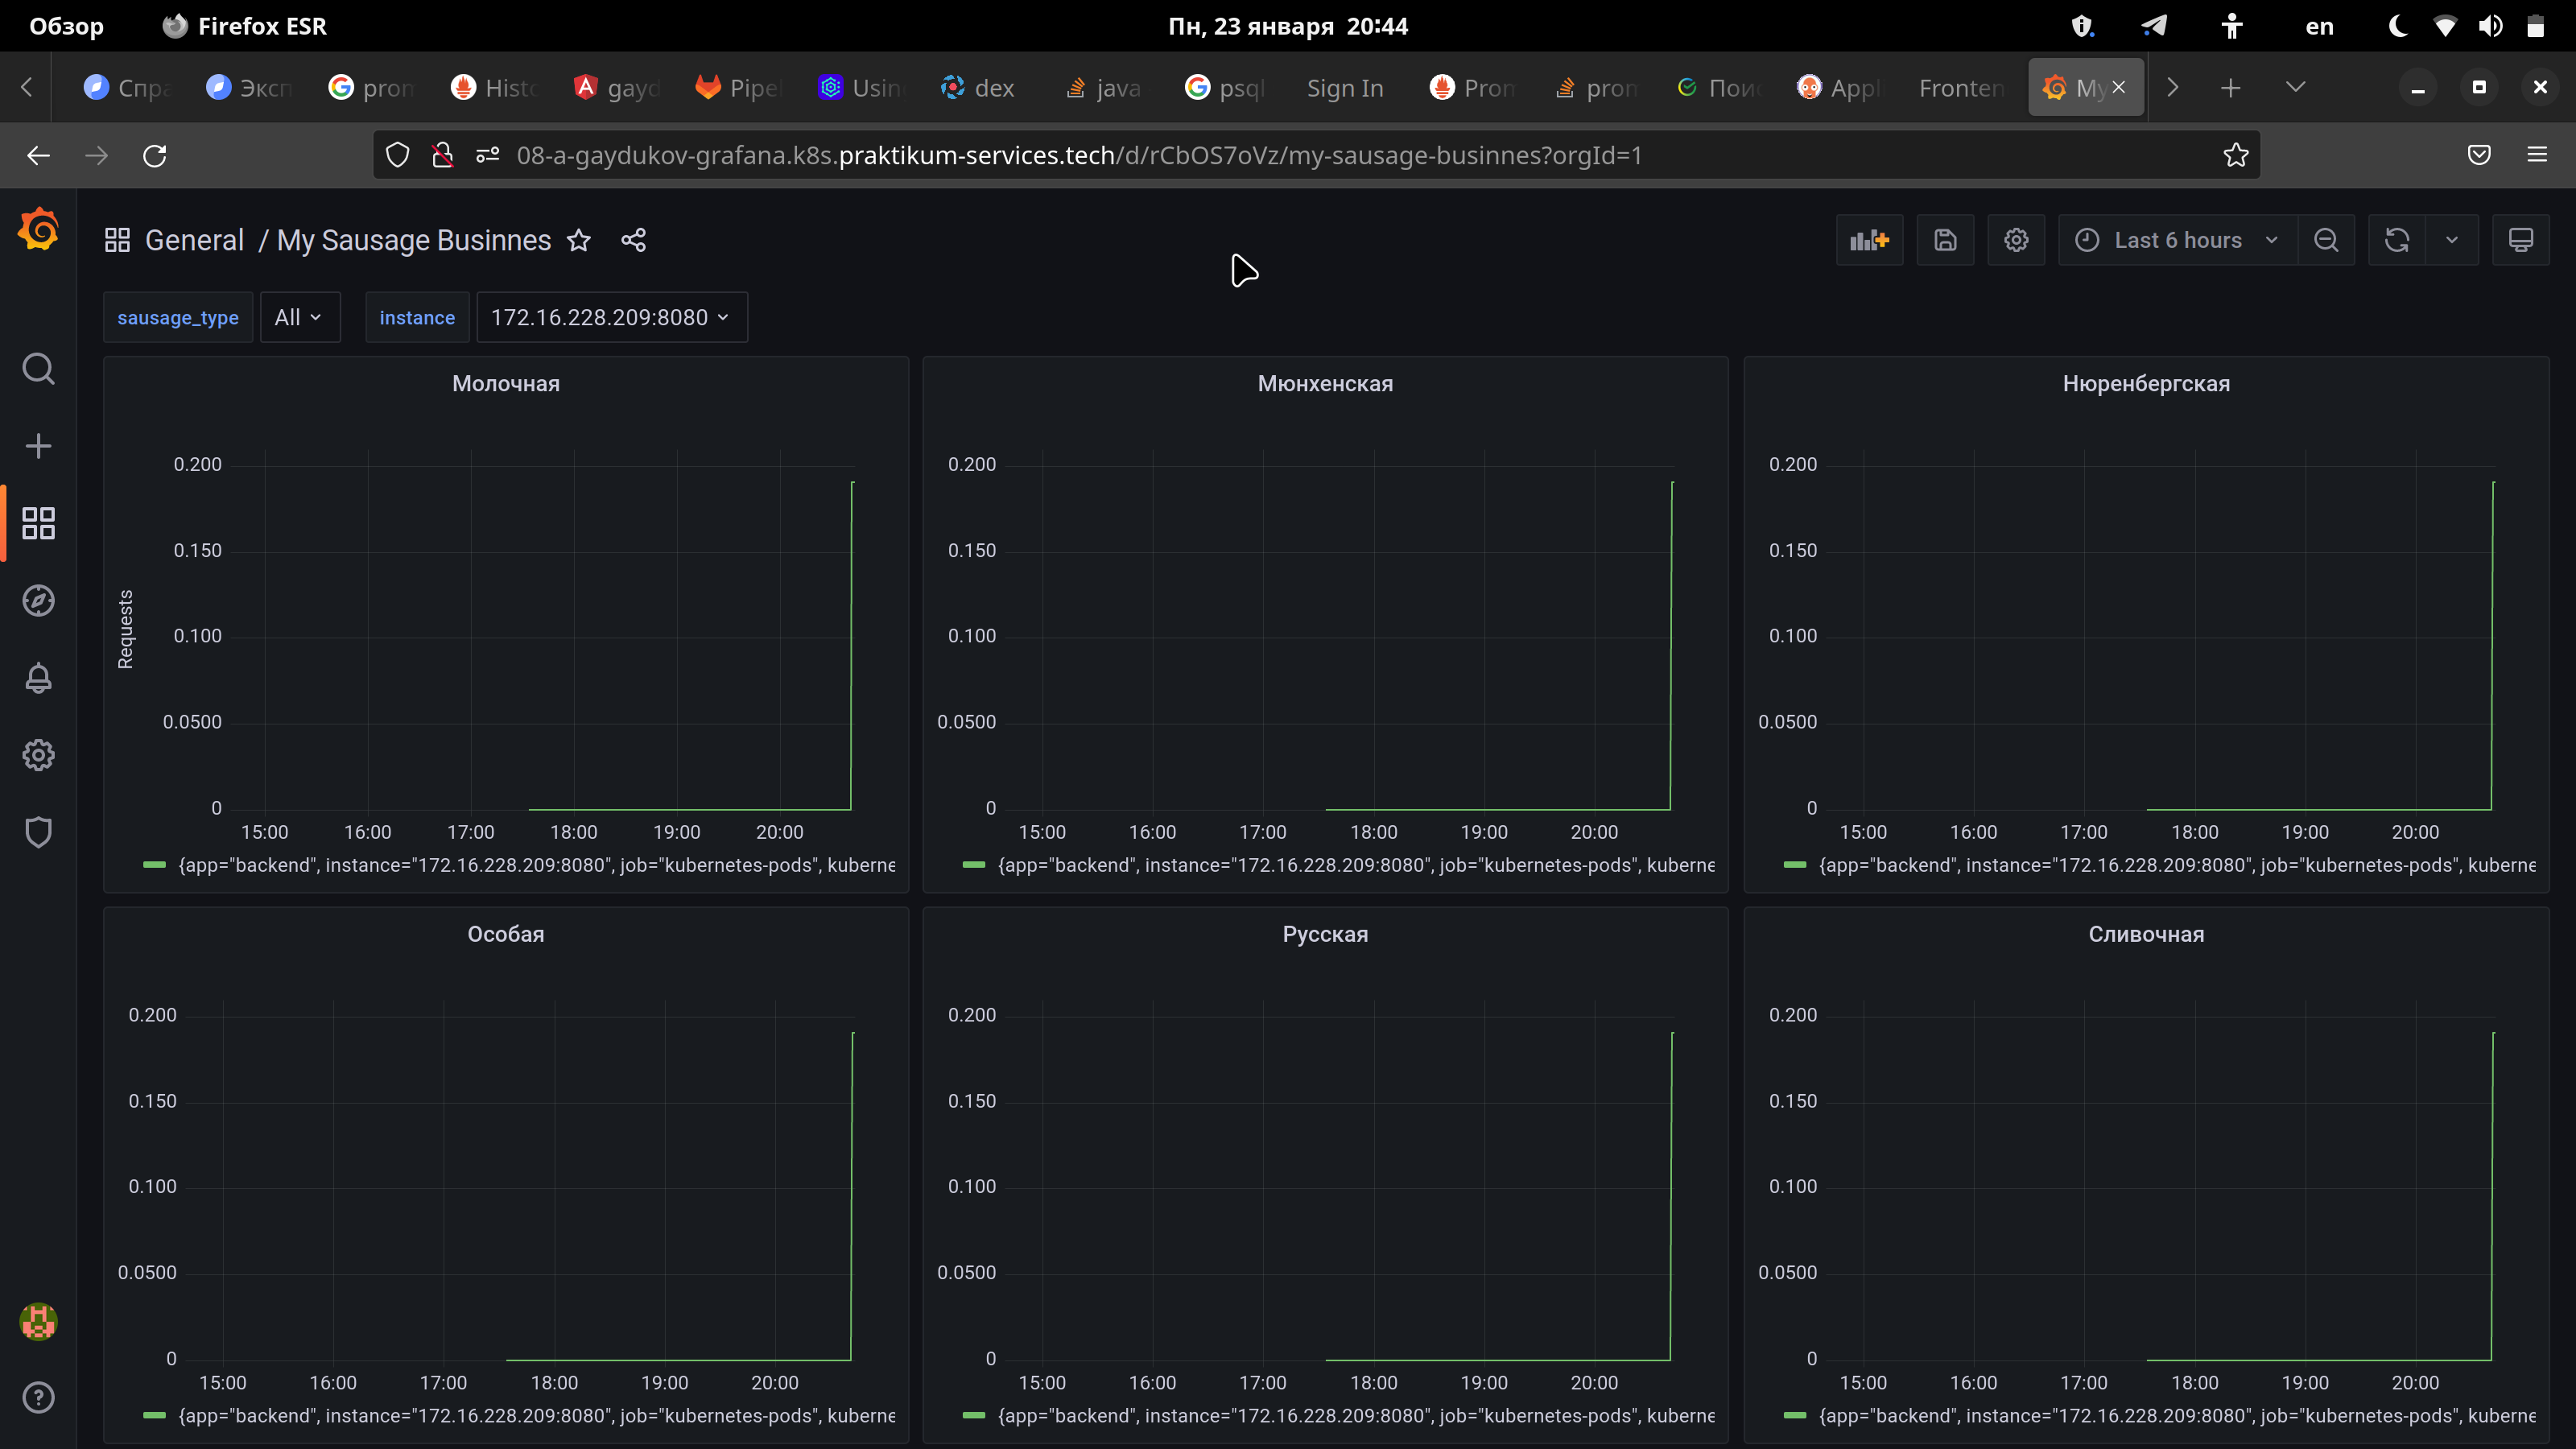 Обзор Firefox ESR Пн, 23 января 20:44 en
Спра Эксп prom Histo gayd Pipel Usin dex java psql Sign In Prom prom Поис Appl Fronten My
08-a-gaydukov-grafana.k8s.praktikum-services.tech/d/rCbOS7oVz/my-sausage-businnes?orgId=1
General / My Sausage Businnes Last 6 hours
sausage_type All instance 172.16.228.209:8080
Молочная
Requests
0.200
0.150
0.100
0.0500
0
15:00 16:00 17:00 18:00 19:00 20:00
{app="backend", instance="172.16.228.209:8080", job="kubernetes-pods", kuberne
Мюнхенская
0.200
0.150
0.100
0.0500
0
15:00 16:00 17:00 18:00 19:00 20:00
{app="backend", instance="172.16.228.209:8080", job="kubernetes-pods", kuberne
Нюренбергская
0.200
0.150
0.100
0.0500
0
15:00 16:00 17:00 18:00 19:00 20:00
{app="backend", instance="172.16.228.209:8080", job="kubernetes-pods", kuberne
Особая
0.200
0.150
0.100
0.0500
0
15:00 16:00 17:00 18:00 19:00 20:00
{app="backend", instance="172.16.228.209:8080", job="kubernetes-pods", kuberne
Русская
0.200
0.150
0.100
0.0500
0
15:00 16:00 17:00 18:00 19:00 20:00
{app="backend", instance="172.16.228.209:8080", job="kubernetes-pods", kuberne
Сливочная
0.200
0.150
0.100
0.0500
0
15:00 16:00 17:00 18:00 19:00 20:00
{app="backend", instance="172.16.228.209:8080", job="kubernetes-pods", kuberne